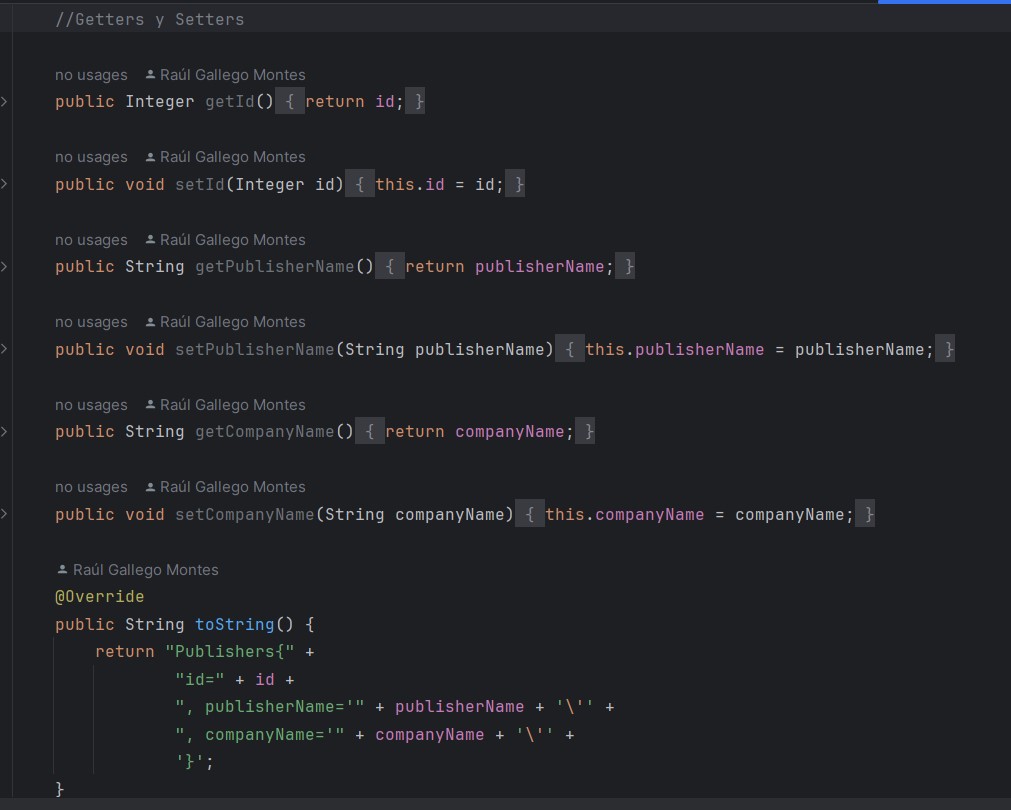 //Getters y Setters
no usages Raúl Gallego Montes
public Integer getId() { return id; }
no usages Raúl Gallego Montes
public void setId(Integer id) { this.id = id; }
no usages Raúl Gallego Montes
public String getPublisherName() { return publisherName; }
no usages Raúl Gallego Montes
public void setPublisherName(String publisherName) { this.publisherName = publisherName; }
no usages Raúl Gallego Montes
public String getCompanyName() { return companyName; }
no usages Raúl Gallego Montes
public void setCompanyName(String companyName) { this.companyName = companyName; }
Raúl Gallego Montes
@Override
public String toString() {
return "Publishers{" +
"id=" + id +
", publisherName='" + publisherName + '\'' +
", companyName='" + companyName + '\'' +
'}';
}